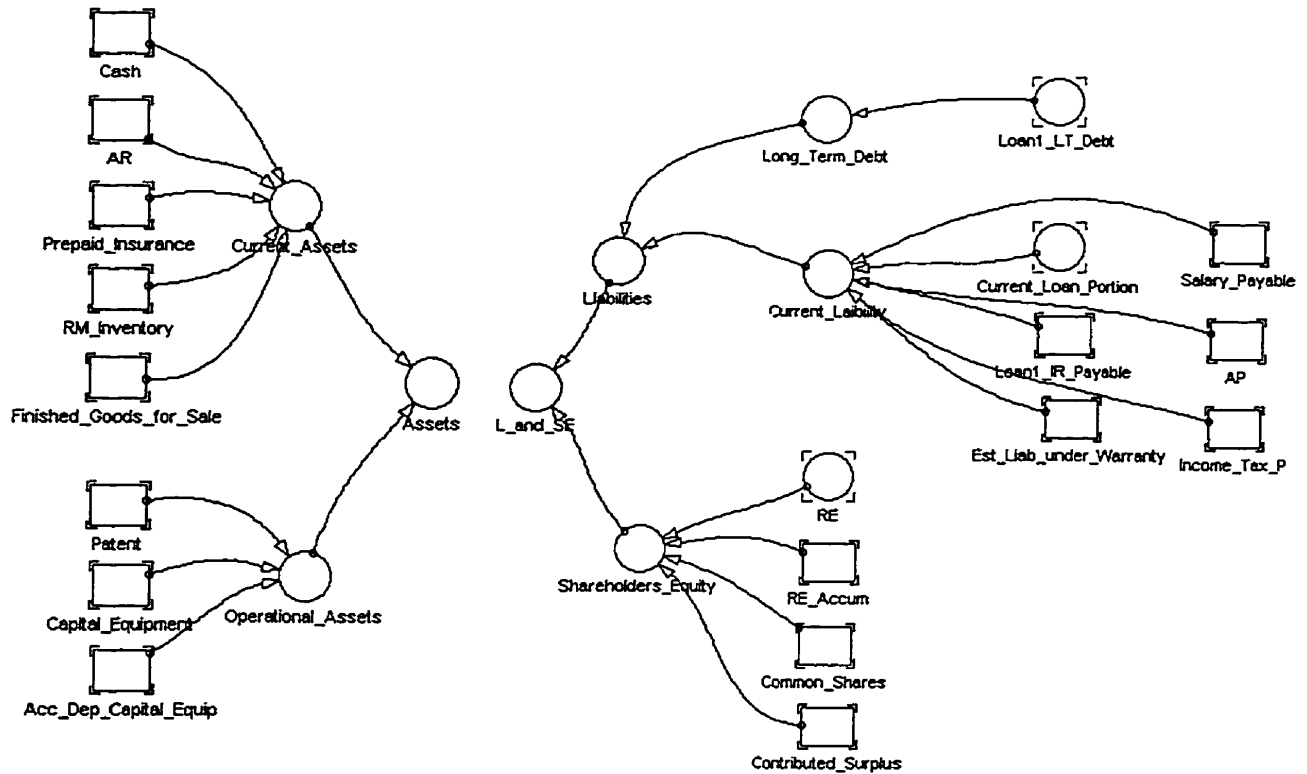 Cash
AR
Prepaid_Insurance
Current_Assets
RM_Inventory
Finished_Goods_for_Sale
Assets
Patent
Capital_Equipment
Operational_Assets
Acc_Dep_Capital_Equip
Long_Term_Debt
Loan1_LT_Debt
Liabilities
Current_Laibility
Current_Loan_Portion
Salary_Payable
Loan1_IR_Payable
AP
L_and_SE
Est_Liab_under_Warranty
Income_Tax_P
RE
Shareholders_Equity
RE_Accum
Common_Shares
Contributed_Surplus